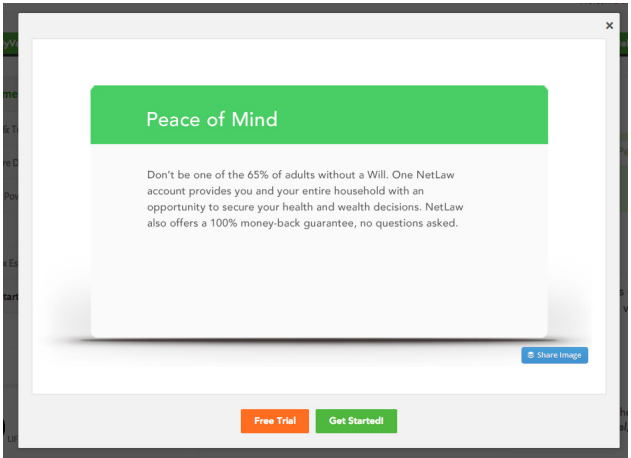 ×
Peace of Mind
Don't be one of the 65% of adults without a Will. One NetLaw
account provides you and your entire household with an
opportunity to secure your health and wealth decisions. NetLaw
also offers a 100% money-back guarantee, no questions asked.
Share Image
Free Trial
Get Started!